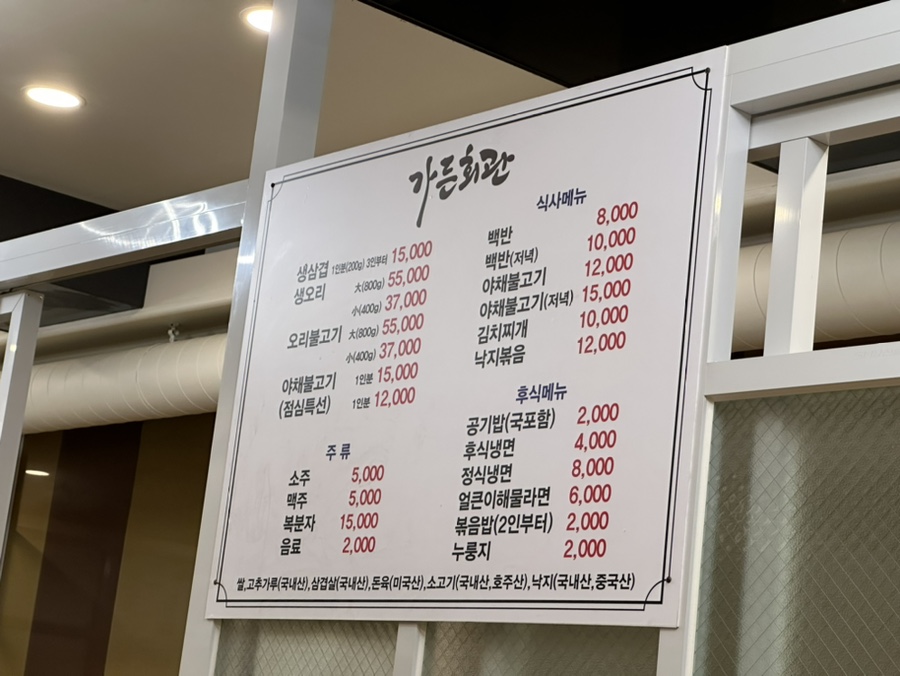 가든회관
생삼겹 1인분(200g) 3인부터 15,000
생오리 大(800g) 55,000
小(400g) 37,000
오리불고기 大(800g) 55,000
小(400g) 37,000
야채불고기 1인분 15,000
(점심특선) 1인분 12,000
주 류
소주 5,000
맥주 5,000
복분자 15,000
음료 2,000
식사메뉴
백반 8,000
백반(저녁) 10,000
야채불고기 12,000
야채불고기(저녁) 15,000
김치찌개 10,000
낙지볶음 12,000
후식메뉴
공기밥(국포함) 2,000
후식냉면 4,000
정식냉면 8,000
얼큰이해물라면 6,000
볶음밥(2인부터) 2,000
누룽지 2,000
쌀,고추가루(국내산),삼겹살(국내산),돈육(미국산),소고기(국내산,호주산),낙지(국내산,중국산)